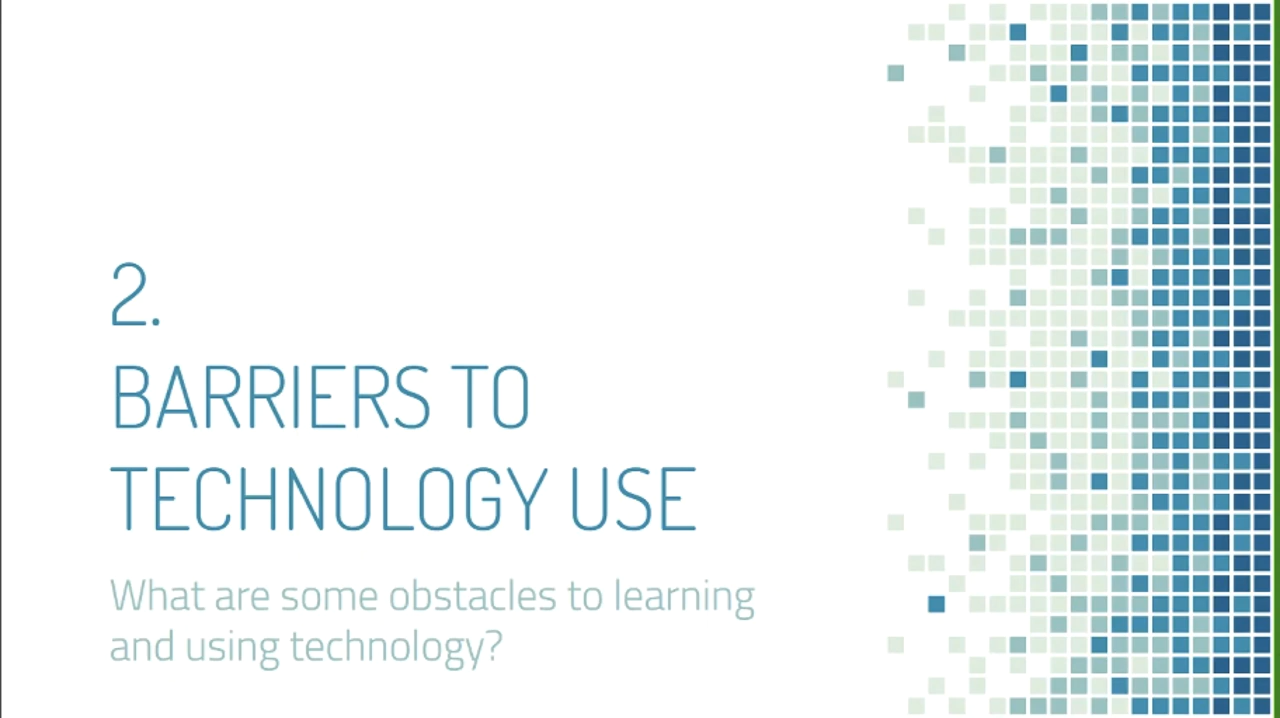 2.
BARRIERS TO
TECHNOLOGY USE
What are some obstacles to learning
and using technology?